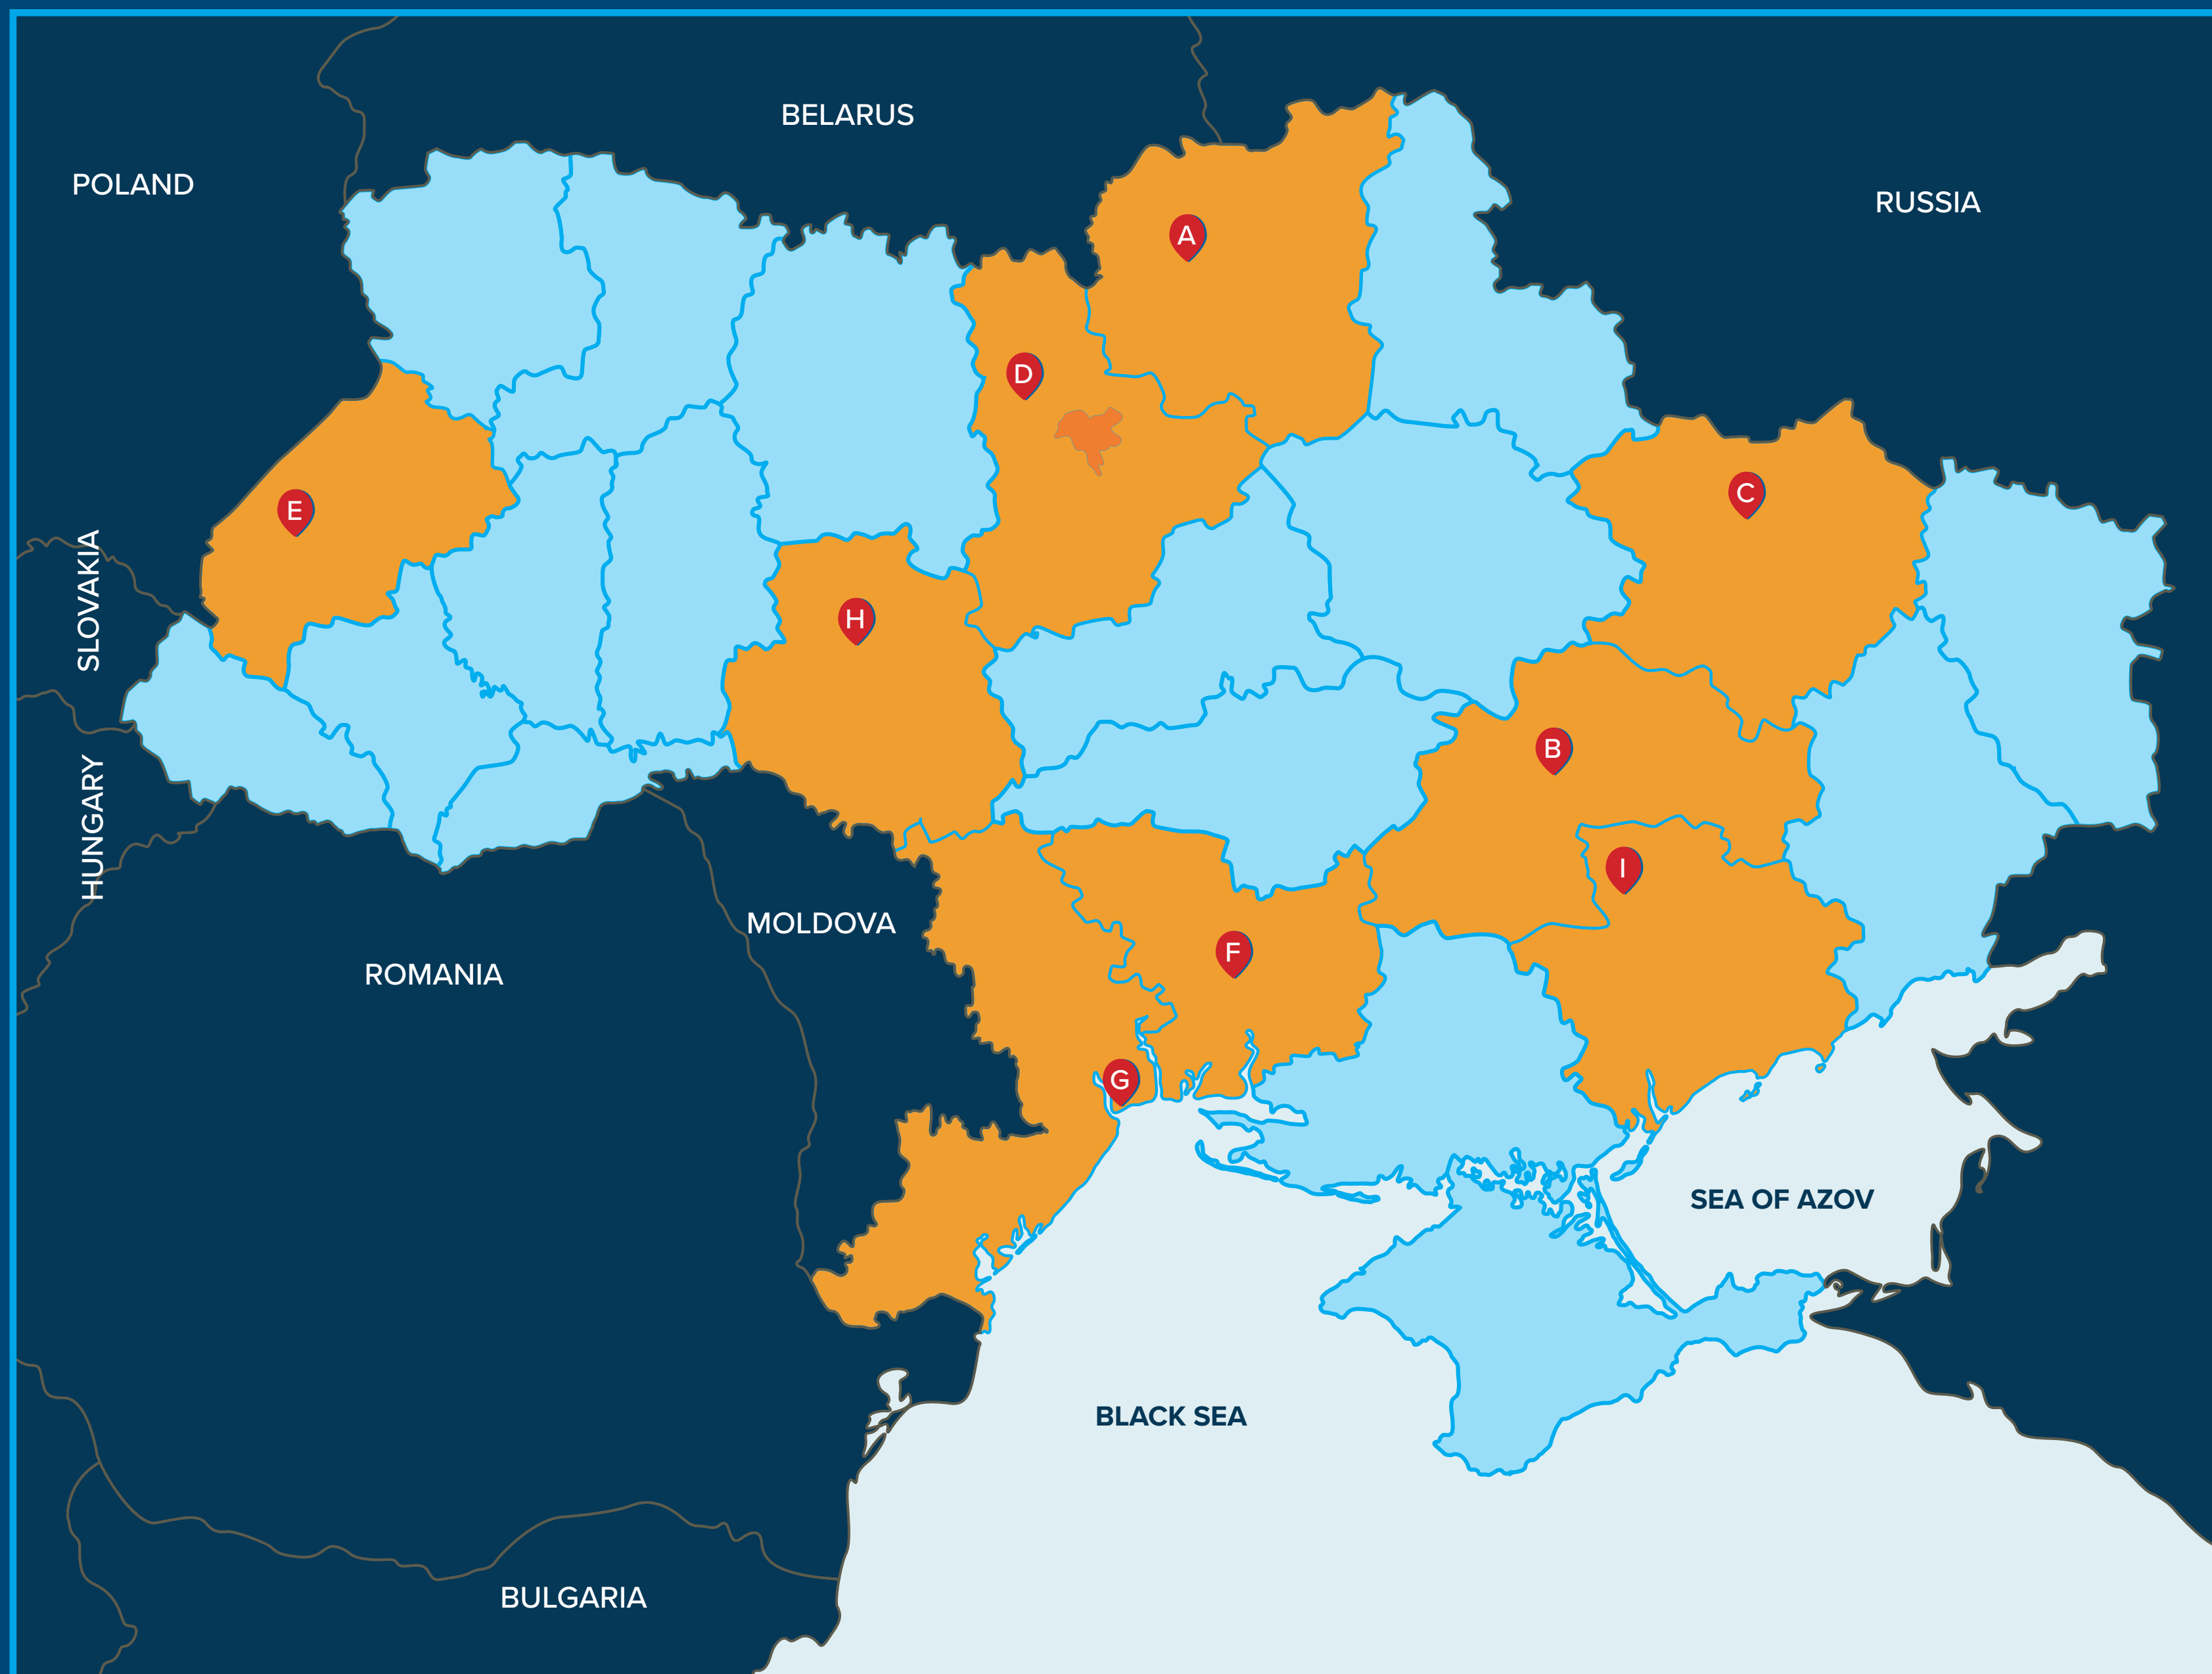 BELARUS
POLAND
RUSSIA
A
D
C
E
SLOVAKIA
H
B
HUNGARY
I
MOLDOVA
F
ROMANIA
G
SEA OF AZOV
BLACK SEA
BULGARIA